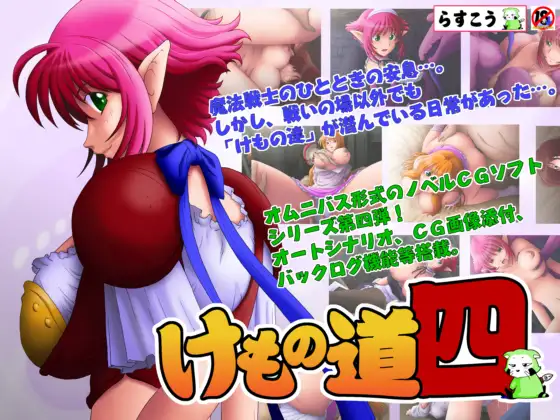 らすこう
18
魔法戦士のひとときの安息…。
しかし、戦いの場以外でも
「けもの道」が潜んでいる日常があった…。
オムニバス形式のノベルCGソフト
シリーズ第四弾！
オートシナリオ、CG画像添付、
バックログ機能等搭載。
けもの道四